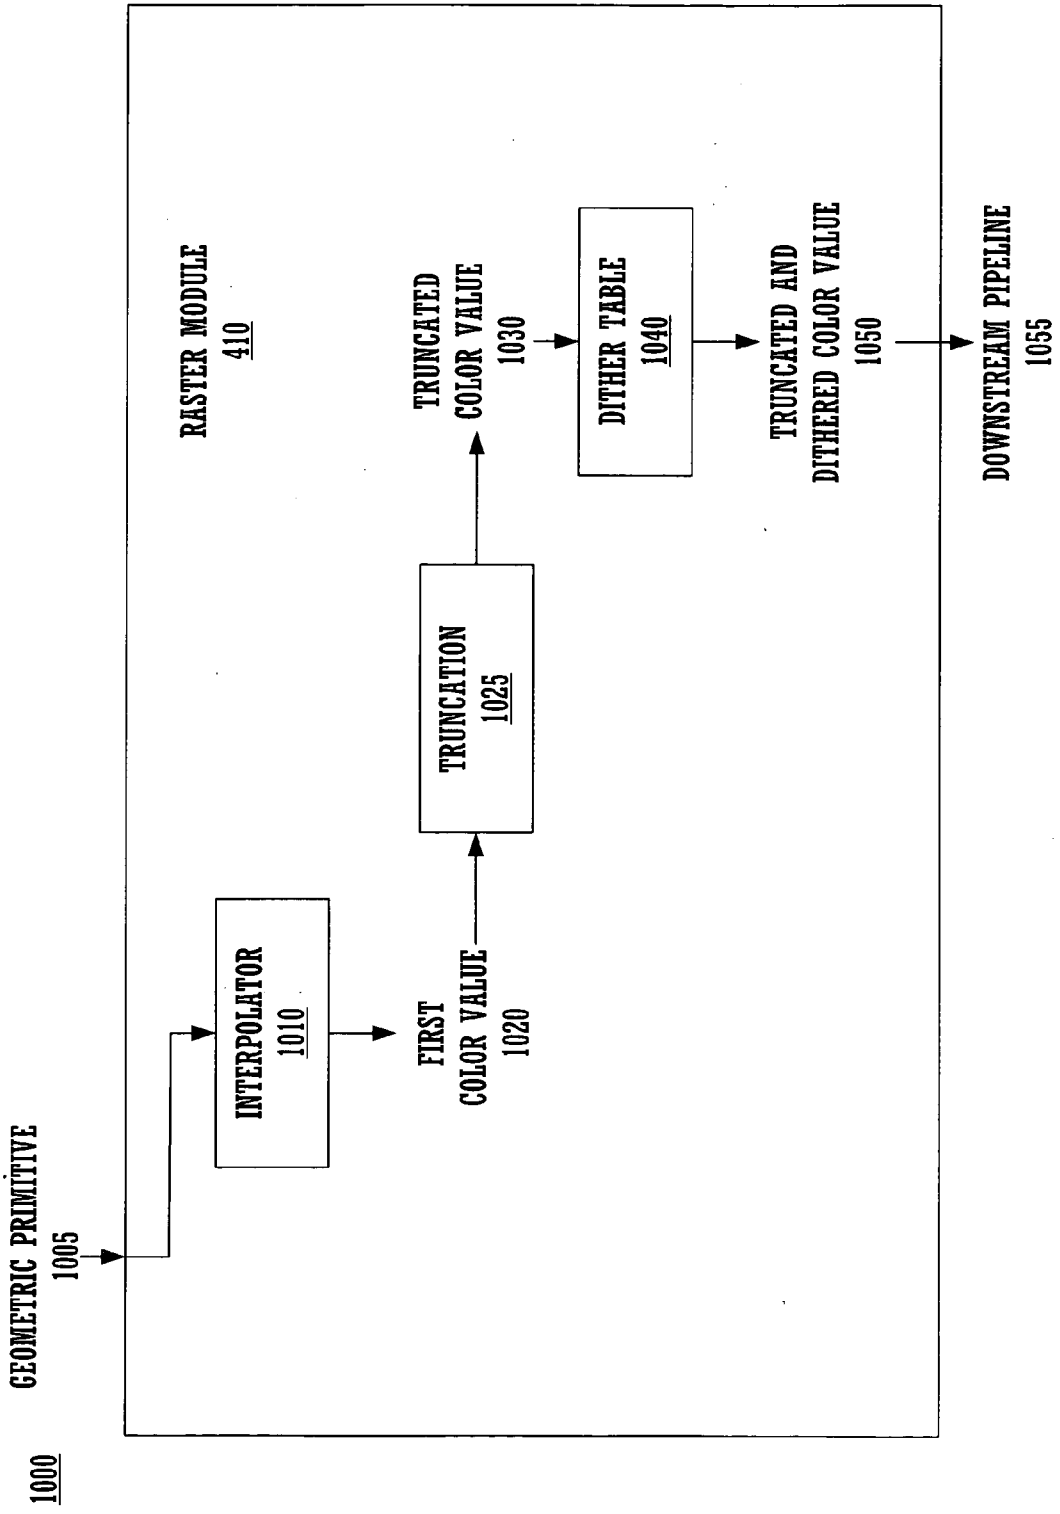 1000
GEOMETRIC PRIMITIVE
1005
RASTER MODULE
410
INTERPOLATOR
1010
FIRST
COLOR VALUE
1020
TRUNCATION
1025
TRUNCATED
COLOR VALUE
1030
DITHER TABLE
1040
TRUNCATED AND
DITHERED COLOR VALUE
1050
DOWNSTREAM PIPELINE
1055